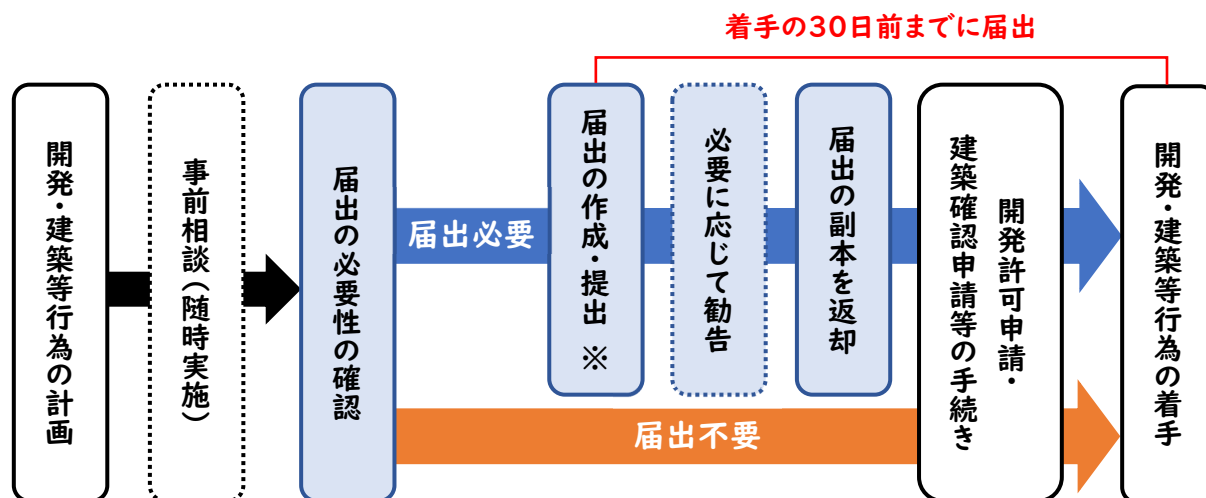 着手の30日前までに届出
開発・建築等行為の計画
事前相談（随時実施）
届出の必要性の確認
届出必要
届出の作成・提出 ※
必要に応じて勧告
届出の副本を返却
開発許可申請・
建築確認申請等の手続き
開発・建築等行為の着手
届出不要